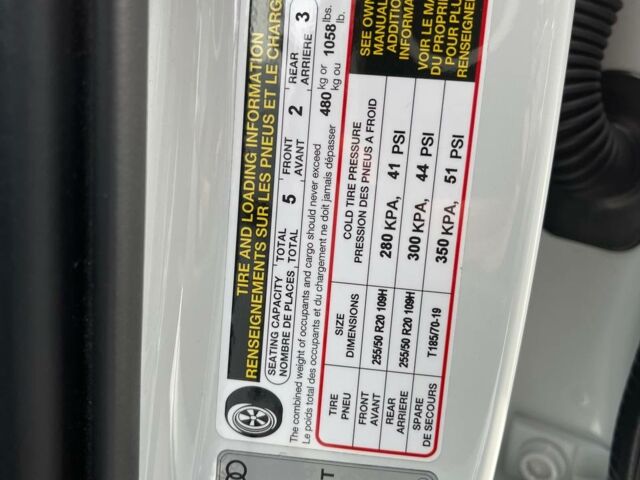 TIRE AND LOADING INFORMATION
RENSEIGNEMENTS SUR LES PNEUS ET LE CHARG
SEATING CAPACITY TOTAL 5 FRONT 2 REAR 3
NOMBRE DE PLACES TOTAL AVANT ARRIERE
The combined weight of occupants and cargo should never exceed 480 kg or 1058 lbs.
Le poids total des occupants et du chargement ne doit jamais dépasser kg ou lb.
TIRE SIZE COLD TIRE PRESSURE
PNEU DIMENSIONS PRESSION DES PNEUS A FROID
FRONT
AVANT 255/50 R20 109H 280 KPA, 41 PSI
REAR
ARRIERE 255/50 R20 109H 300 KPA, 44 PSI
SPARE
DE SECOURS T185/70-19 350 KPA, 51 PSI
SEE OWN
MANUAL
ADDITION
INFORMA
VOIR LE MA
DU PROPRI
POUR PLU
RENSEIGNE
T